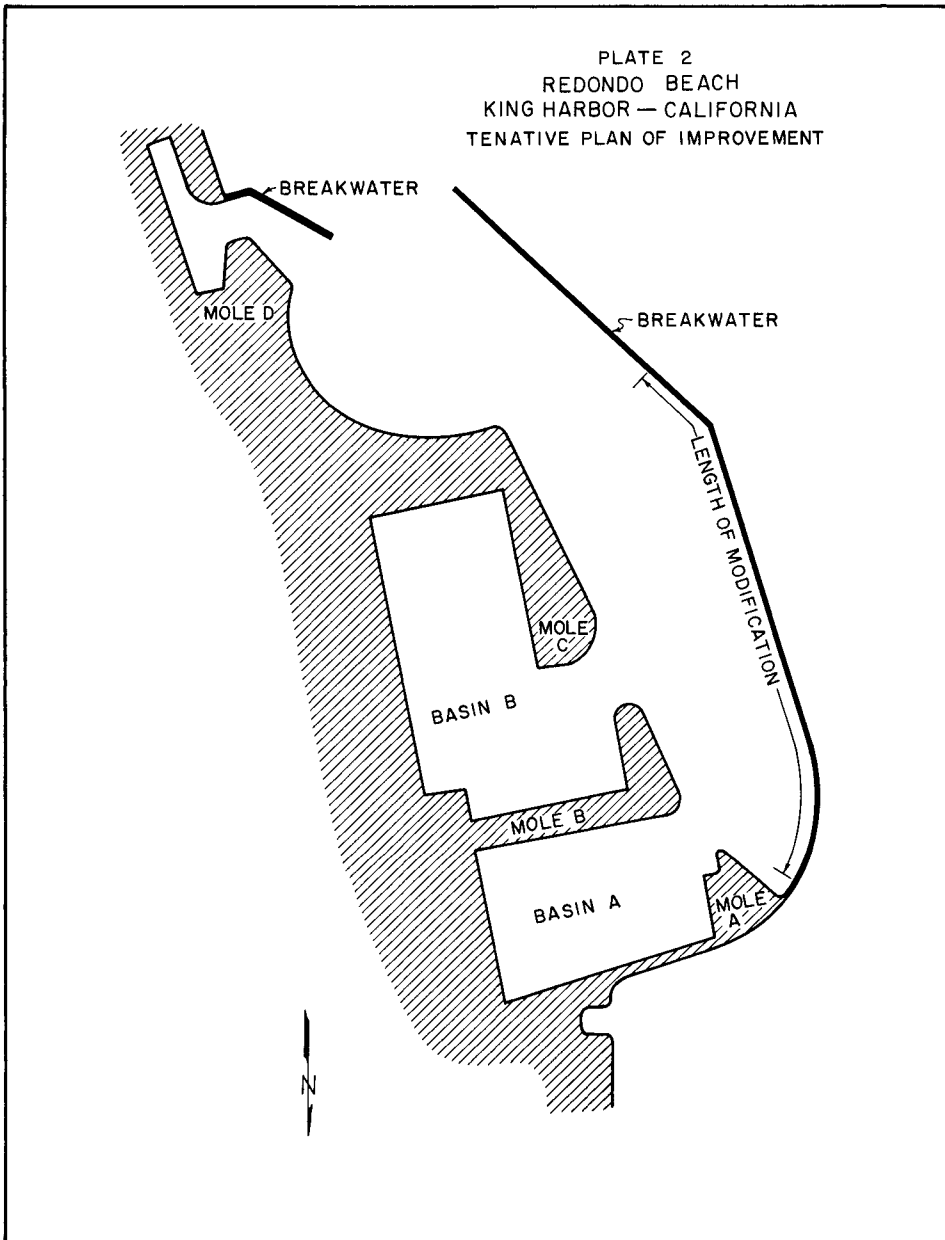 PLATE 2
REDONDO BEACH
KING HARBOR — CALIFORNIA
TENATIVE PLAN OF IMPROVEMENT
BREAKWATER
MOLE D
BREAKWATER
LENGTH OF MODIFICATION
MOLE
C
BASIN B
MOLE B
BASIN A
MOLE
A
N